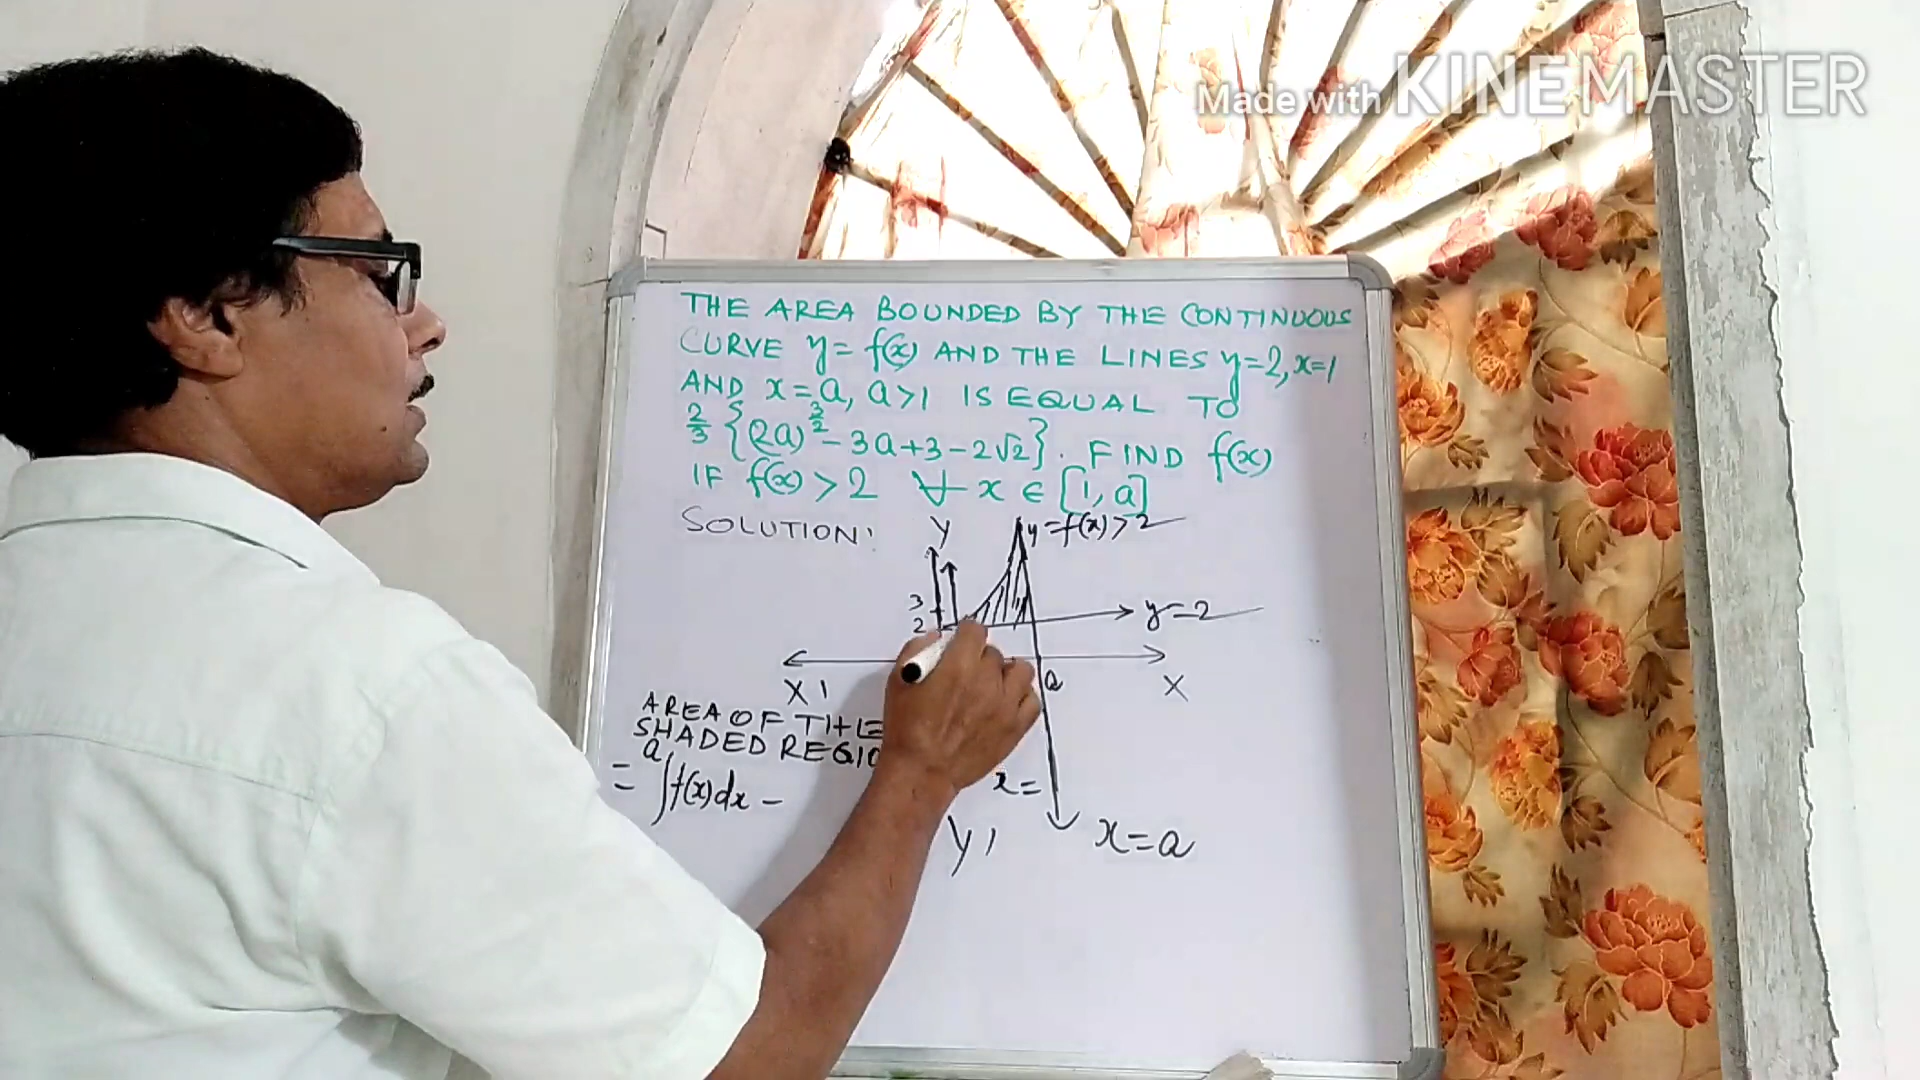 Made with KINEMASTER
THE AREA BOUNDED BY THE CONTINUOUS
CURVE y = f(x) AND THE LINES y=2, x=1
AND x=a, a>1 IS EQUAL TO
2/3 {(2a)^3/2 - 3a+3-2√2}. FIND f(x)
IF f(x) > 2 ∀ x ∈ [1, a]
SOLUTION:
Y
y=f(x)>2
3
2
y=2
X'
a
X
AREA OF THE
SHADED REGIO
= a∫f(x)dx -
x=
Y'
x=a